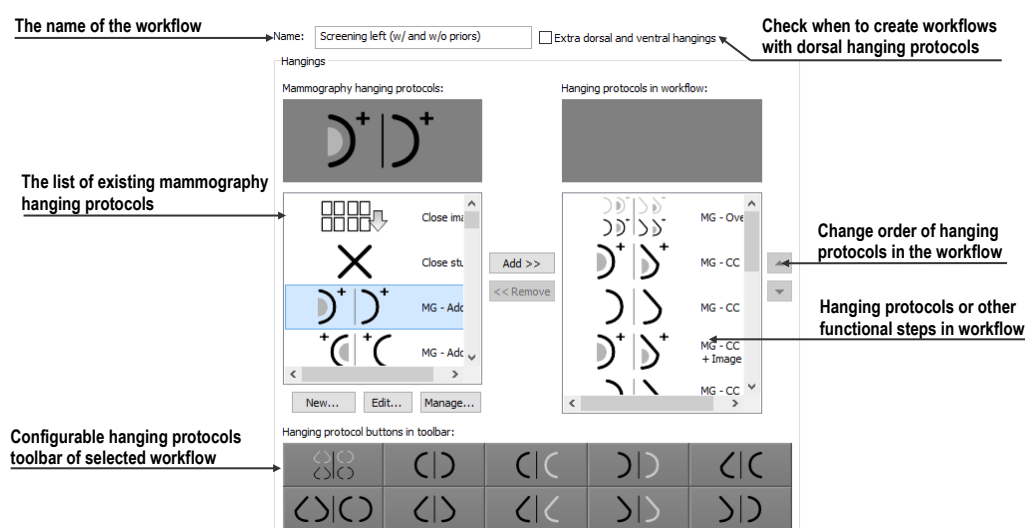 The name of the workflow
Name:
Screening left (w/ and w/o priors)
Extra dorsal and ventral hangings
Check when to create workflows
with dorsal hanging protocols
Hangings
Mammography hanging protocols:
Hanging protocols in workflow:
The list of existing mammography
hanging protocols
Close ima
Close stu
MG - Add
MG - Add
Add >>
<< Remove
MG - Ove
MG - CC
MG - CC
MG - CC
+ Image
MG - CC
Change order of hanging
protocols in the workflow
Hanging protocols or other
functional steps in workflow
New...
Edit...
Manage...
Configurable hanging protocols
toolbar of selected workflow
Hanging protocol buttons in toolbar: